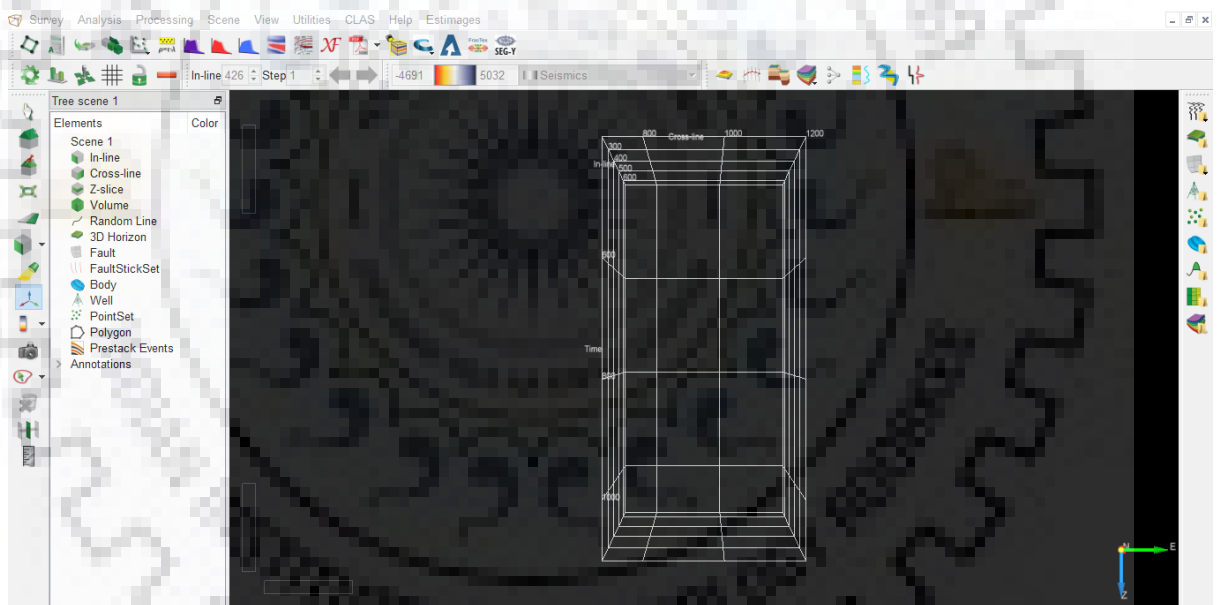 Survey Analysis Processing Scene View Utilities CLAS Help Estimages
XF SEG-Y
In-line 426 Step 1 -4691 5032 Seismics
Tree scene 1
Elements Color
Scene 1
In-line
Cross-line
Z-slice
Volume
Random Line
3D Horizon
Fault
FaultStickSet
Body
Well
PointSet
Polygon
Prestack Events
Annotations
800 Cross-line 1000 1200
300
In-line 400
500
600
600
Time
800
1000
N E
Z